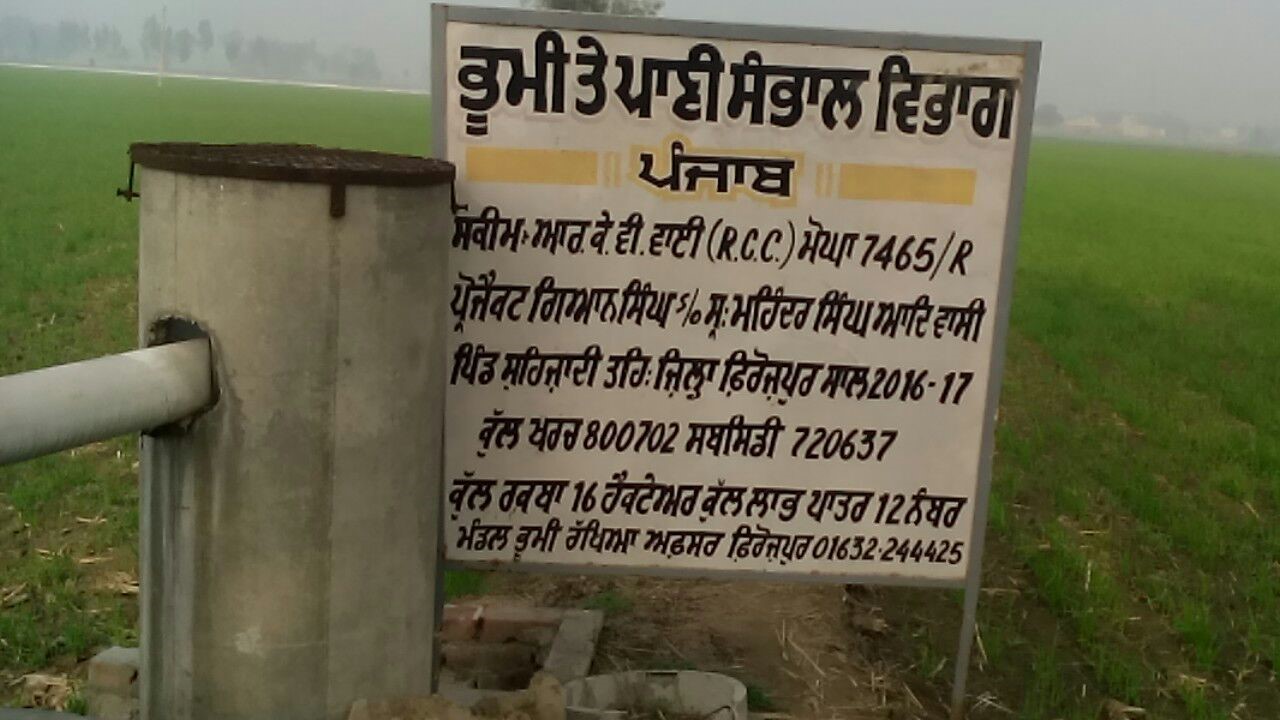 ਭੂਮੀ ਤੇ ਪਾਣੀ ਸੰਭਾਲ ਵਿਭਾਗ
ਪੰਜਾਬ
ਸਕੀਮ: ਆਰ. ਕੇ. ਵੀ. ਵਾਈ (R.C.C.) ਮੋਘਾ 7465/R
ਪ੍ਰੋਜੈਕਟ ਗਿਆਨ ਸਿੰਘ s/o ਸ੍ਰ: ਮਹਿੰਦਰ ਸਿੰਘ ਆਦਿ ਵਾਸੀ
ਪਿੰਡ ਸ਼ਹਿਜ਼ਾਦੀ ਤਹਿ: ਜ਼ਿਲ੍ਹਾ ਫ਼ਿਰੋਜ਼ਪੁਰ ਸਾਲ 2016-17
ਕੁੱਲ ਖਰਚ 800702 ਸਬਸਿਡੀ 720637
ਕੁੱਲ ਰਕਬਾ 16 ਹੈਕਟੇਅਰ ਕੁੱਲ ਲਾਭ ਪਾਤਰ 12 ਨੰਬਰ
ਮੰਡਲ ਭੂਮੀ ਰੱਖਿਆ ਅਫ਼ਸਰ ਫ਼ਿਰੋਜ਼ਪੁਰ 01632-244425